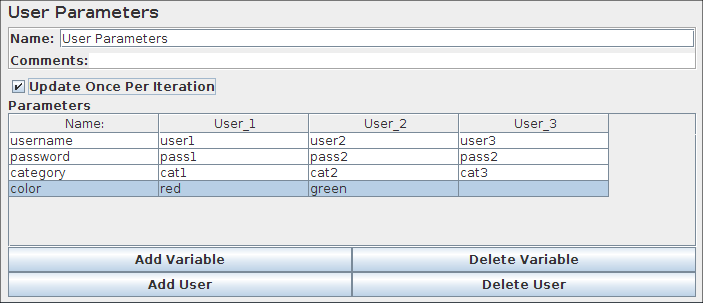 User Parameters
Name: User Parameters
Comments:
Update Once Per Iteration
Parameters
Name: User_1 User_2 User_3
username user1 user2 user3
password pass1 pass2 pass2
category cat1 cat2 cat3
color red green
Add Variable Delete Variable
Add User Delete User